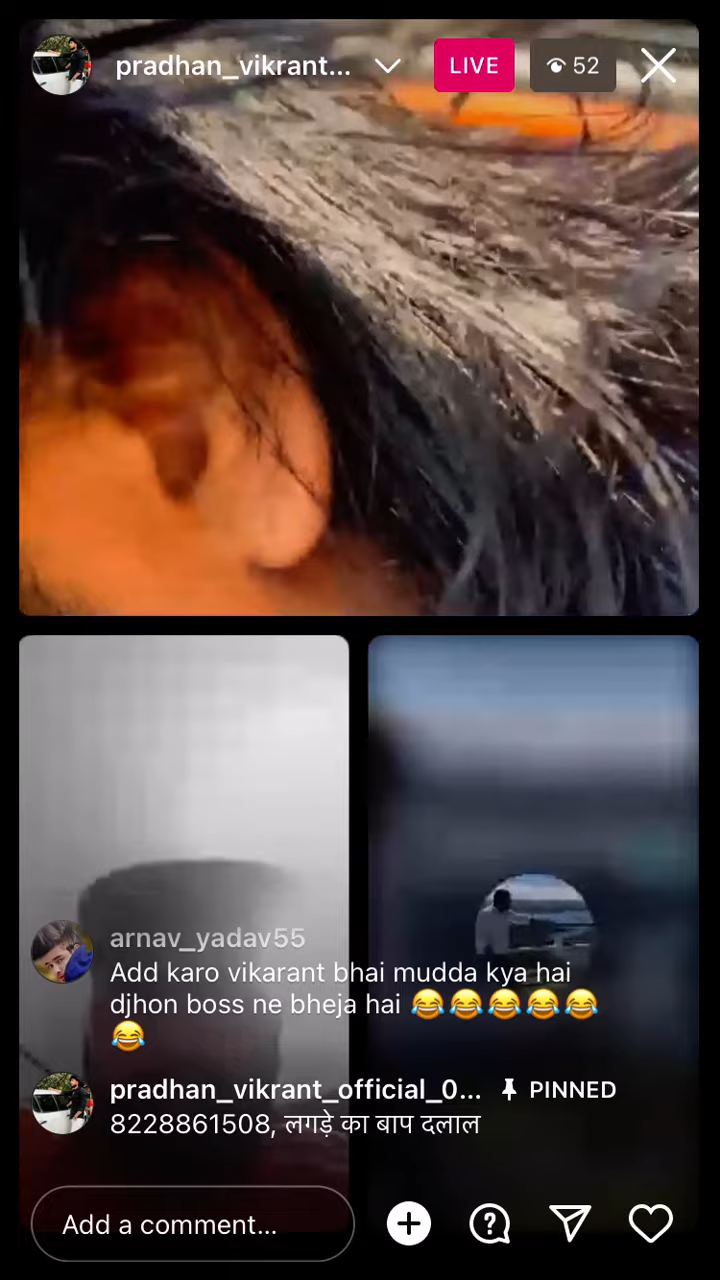 pradhan_vikrant...
LIVE
52
arnav_yadav55
Add karo vikarant bhai mudda kya hai
djhon boss ne bheja hai 😂😂😂😂😂
😂
pradhan_vikrant_official_0... PINNED
8228861508, लगड़े का बाप दलाल
Add a comment...